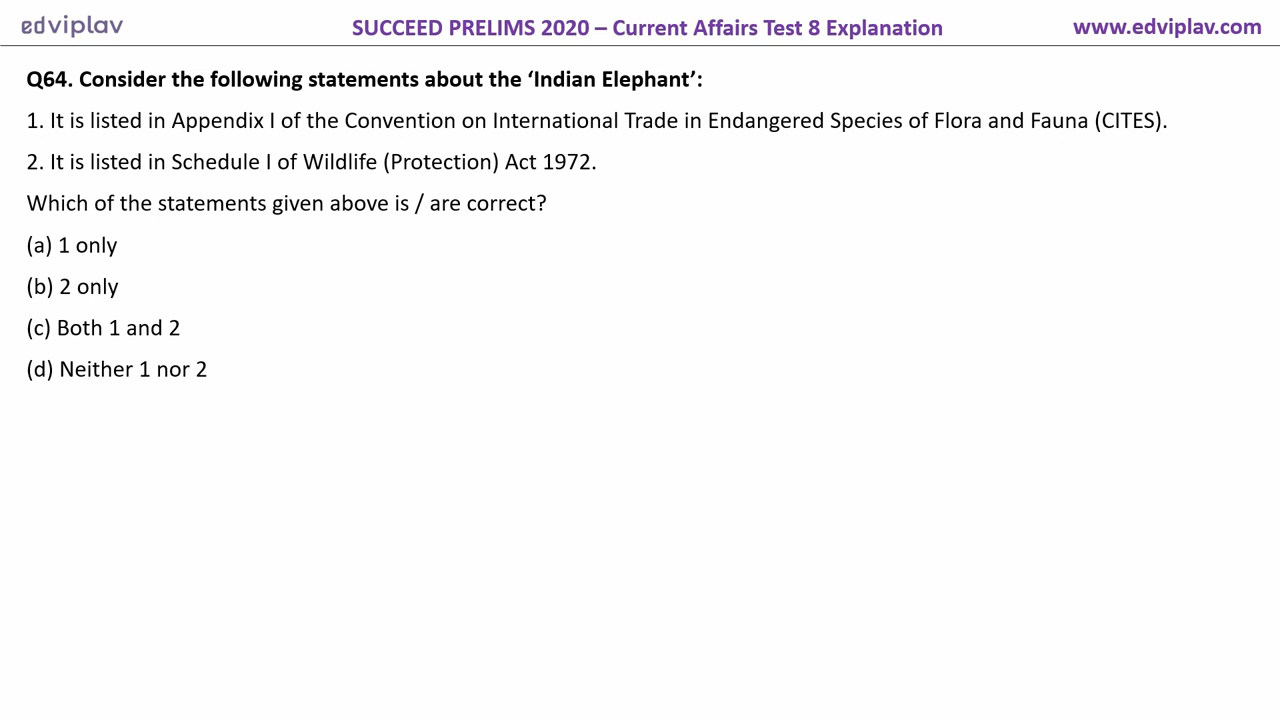 edviplav
SUCCEED PRELIMS 2020 – Current Affairs Test 8 Explanation
www.edviplav.com
Q64. Consider the following statements about the ‘Indian Elephant’:
1. It is listed in Appendix I of the Convention on International Trade in Endangered Species of Flora and Fauna (CITES).
2. It is listed in Schedule I of Wildlife (Protection) Act 1972.
Which of the statements given above is / are correct?
(a) 1 only
(b) 2 only
(c) Both 1 and 2
(d) Neither 1 nor 2